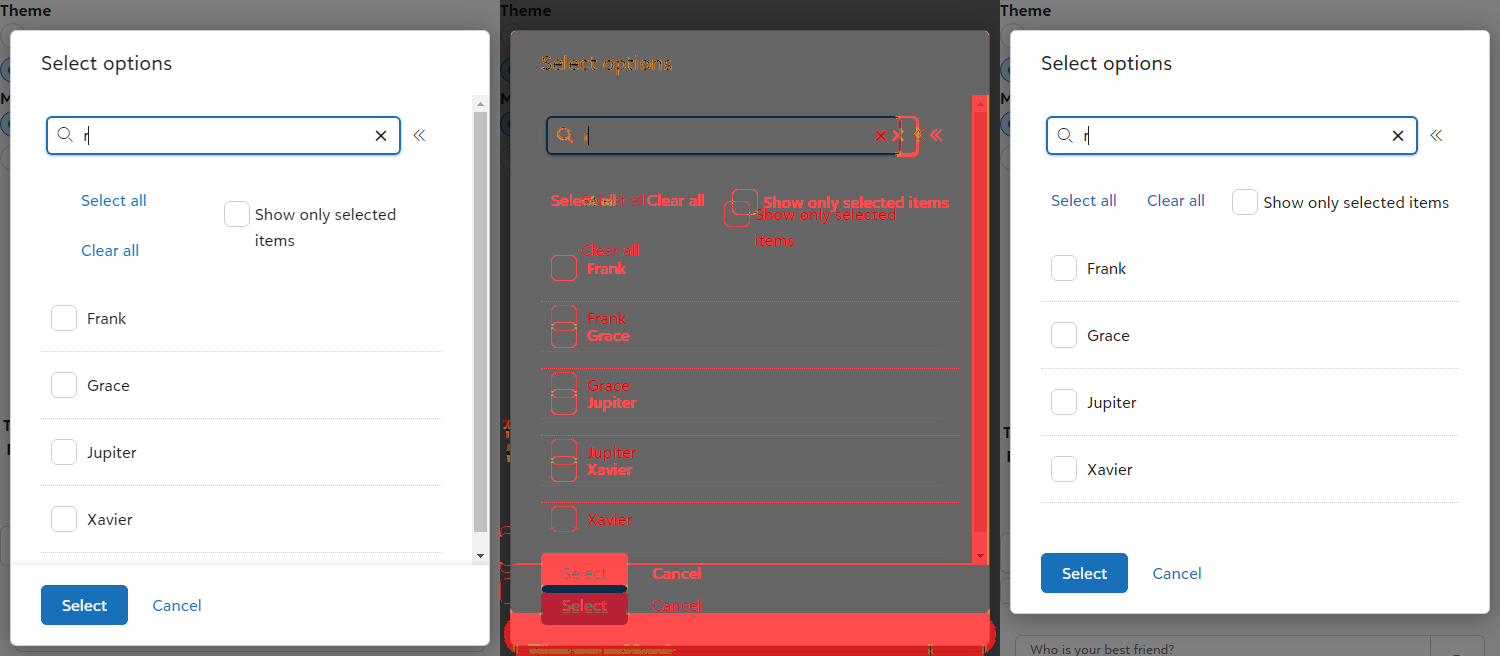 Theme
Select options
r
Select all
Show only selected
items
Clear all
Frank
Grace
Jupiter
Xavier
Select Cancel
Select options
Select all Clear all Show only selected items
Show only selected
items
Clear all
Frank
Frank
Grace
Grace
Jupiter
Jupiter
Xavier
Xavier
Select Cancel
Select Cancel
Theme
Select options
r
Select all Clear all Show only selected items
Frank
Grace
Jupiter
Xavier
Select Cancel
Who is your best friend?